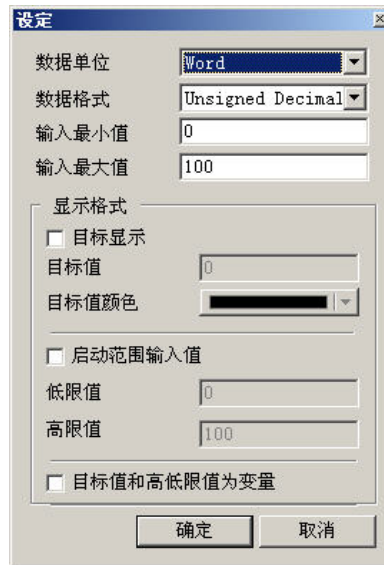 设定
数据单位 Word
数据格式 Unsigned Decimal
输入最小值 0
输入最大值 100
显示格式
目标显示
目标值 0
目标值颜色
启动范围输入值
低限值 0
高限值 100
目标值和高低限值为变量
确定 取消